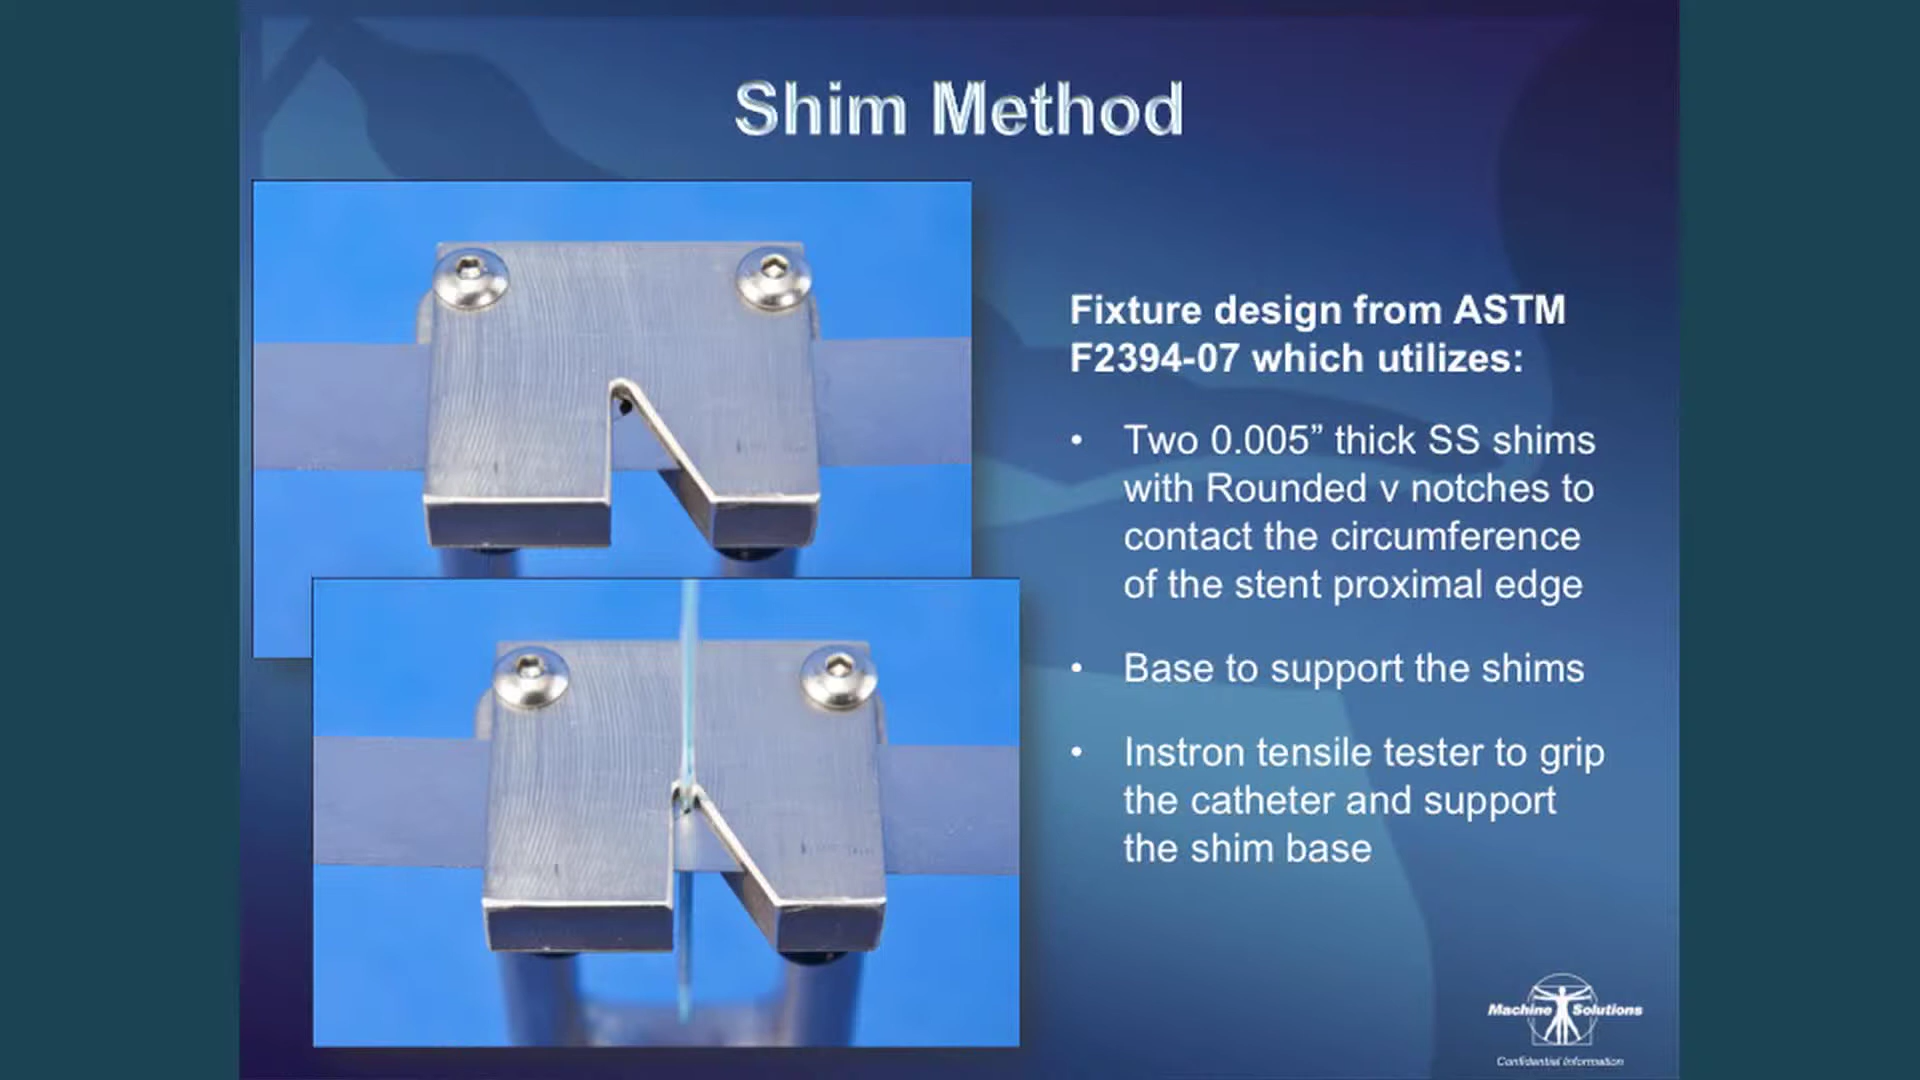 Shim Method
Fixture design from ASTM
F2394-07 which utilizes:
• Two 0.005” thick SS shims
with Rounded v notches to
contact the circumference
of the stent proximal edge
• Base to support the shims
• Instron tensile tester to grip
the catheter and support
the shim base
Machine Solutions
Confidential Information